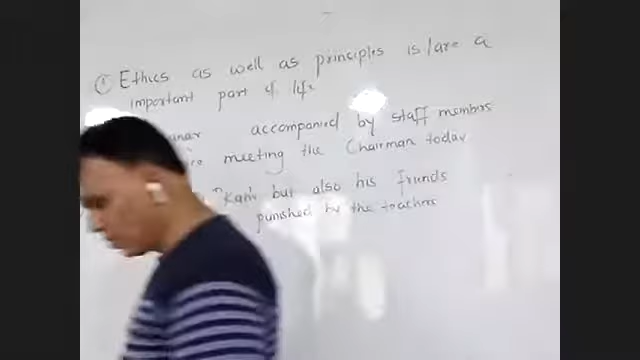 ① Ethics as well as principles is/are a
important part of life
accompanied by staff members
meeting the Chairman today
but also his friends
punished by the teachers